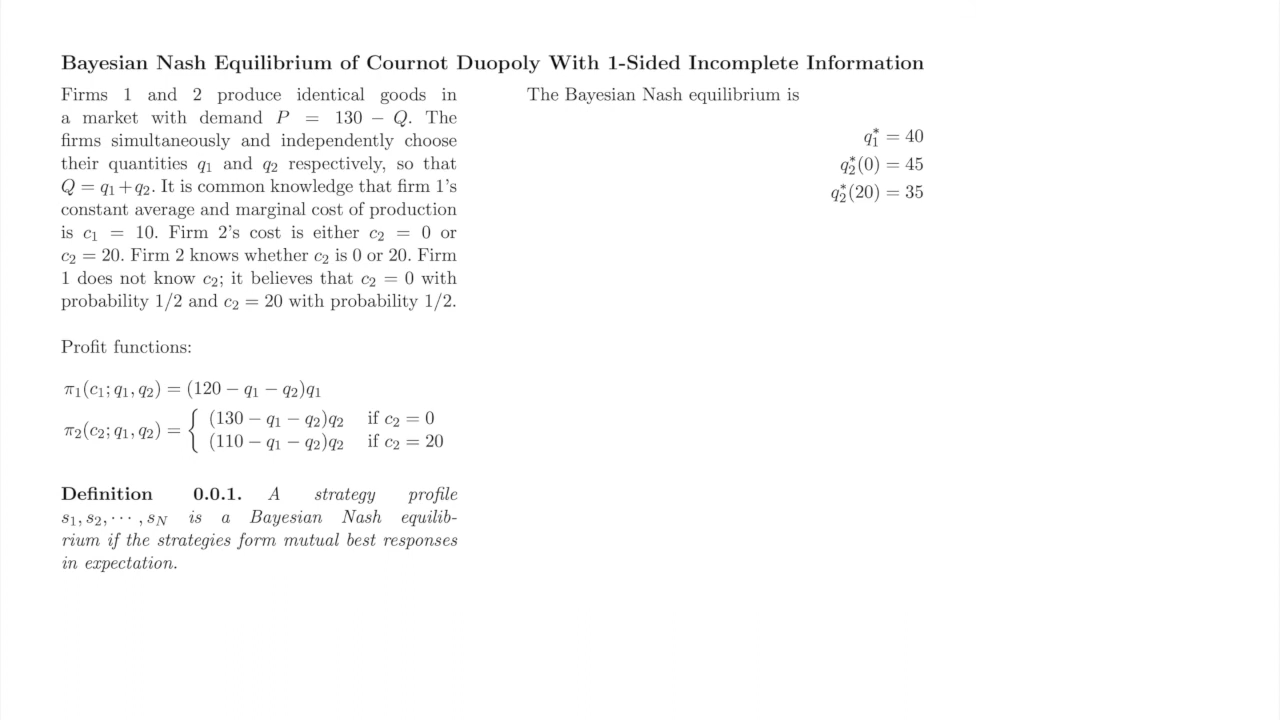 Bayesian Nash Equilibrium of Cournot Duopoly With 1-Sided Incomplete Information
Firms 1 and 2 produce identical goods in
a market with demand P = 130 − Q. The
firms simultaneously and independently choose
their quantities q₁ and q₂ respectively, so that
Q = q₁+q₂. It is common knowledge that firm 1's
constant average and marginal cost of production
is c₁ = 10. Firm 2's cost is either c₂ = 0 or
c₂ = 20. Firm 2 knows whether c₂ is 0 or 20. Firm
1 does not know c₂; it believes that c₂ = 0 with
probability 1/2 and c₂ = 20 with probability 1/2.
Profit functions:
π₁(c₁; q₁, q₂) = (120 − q₁ − q₂)q₁
π₂(c₂; q₁, q₂) = { (130 − q₁ − q₂)q₂ if c₂ = 0
(110 − q₁ − q₂)q₂ if c₂ = 20
Definition 0.0.1. A strategy profile
s₁, s₂, ⋯ , s_N is a Bayesian Nash equilib-
rium if the strategies form mutual best responses
in expectation.
The Bayesian Nash equilibrium is
q₁* = 40
q₂*(0) = 45
q₂*(20) = 35